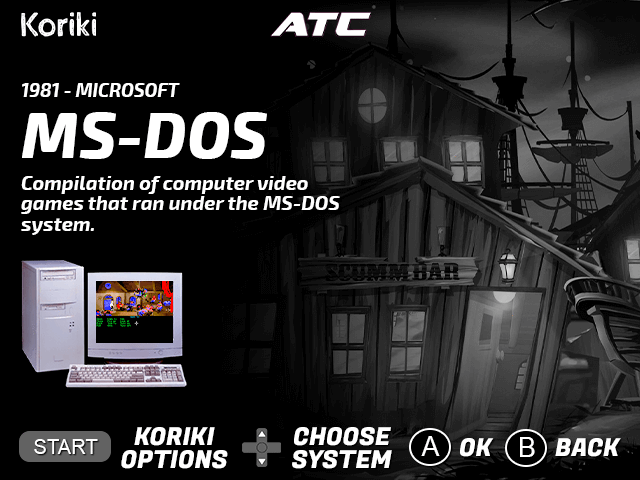 Koriki
ATC
1981 - MICROSOFT
MS-DOS
Compilation of computer video
games that ran under the MS-DOS
system.
SCUMM BAR
START
KORIKI
OPTIONS
CHOOSE
SYSTEM
A OK
B BACK